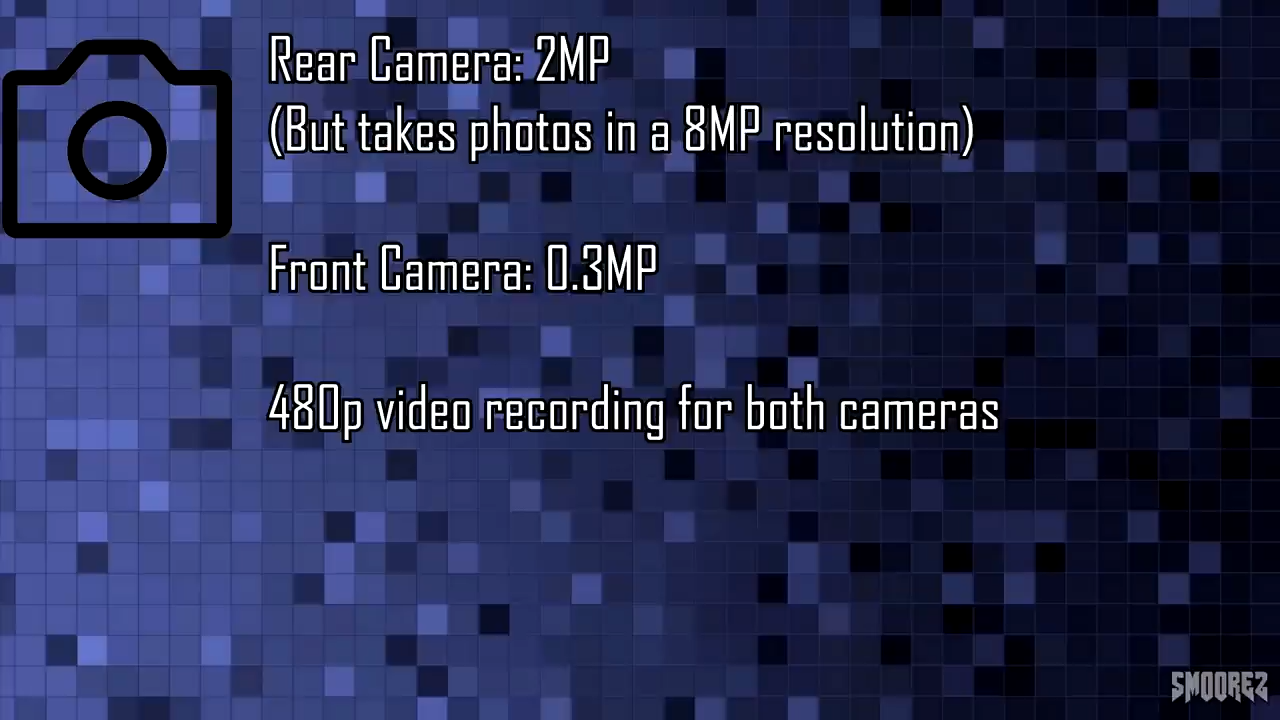 Rear Camera: 2MP
(But takes photos in a 8MP resolution)
Front Camera: 0.3MP
480p video recording for both cameras
SMOOREZ